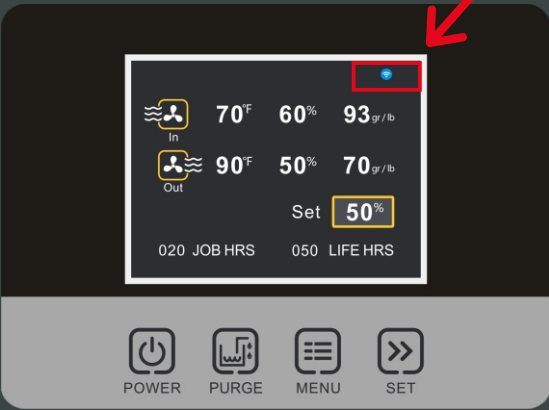 70°F 60% 93gr/lb
In
90°F 50% 70gr/lb
Out
Set 50%
020 JOB HRS 050 LIFE HRS
POWER PURGE MENU SET